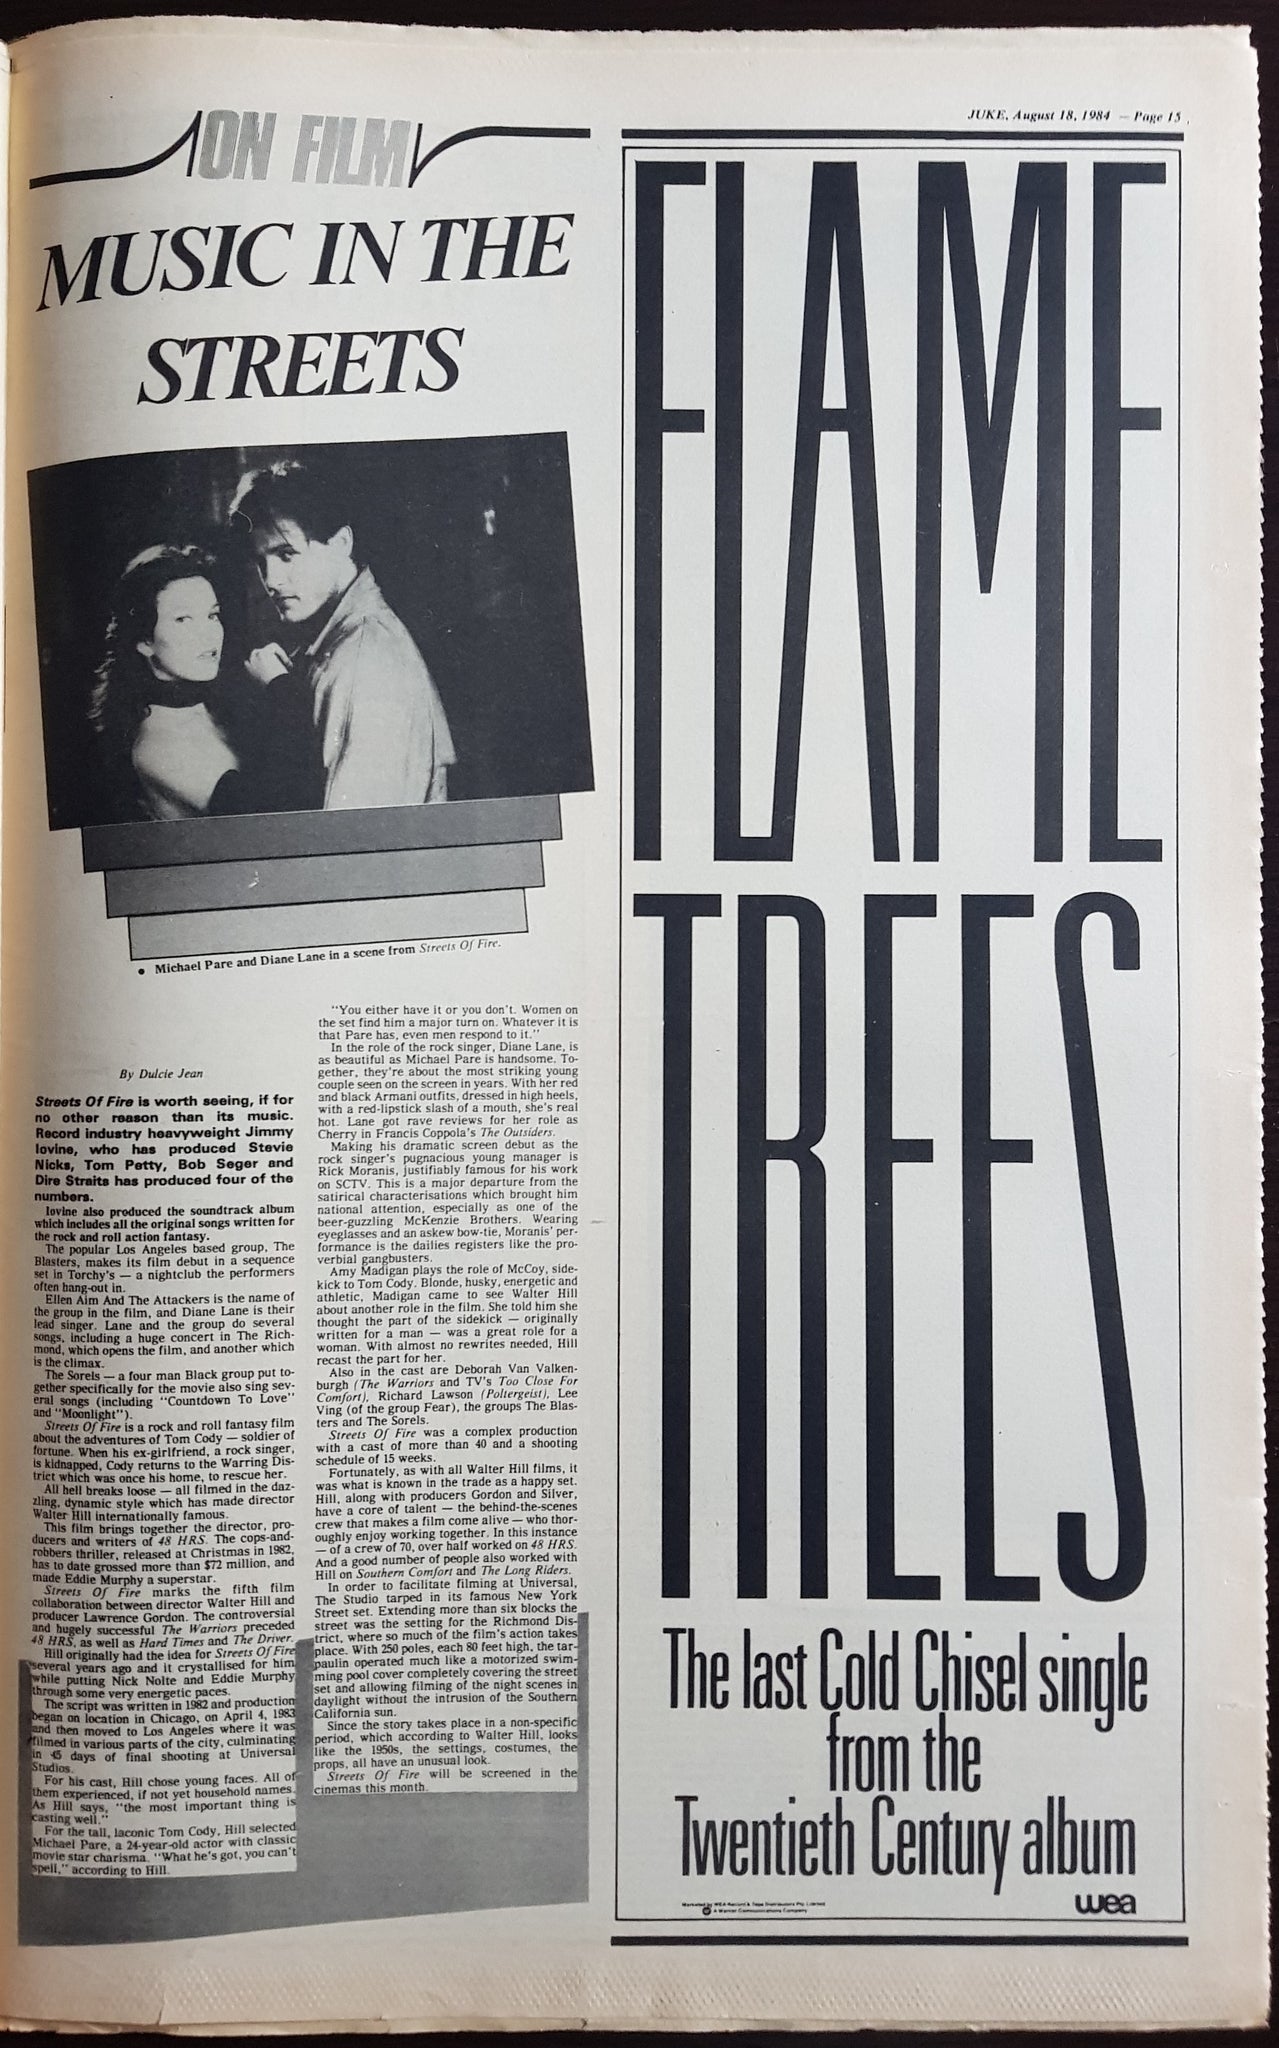 JUKE, August 18, 1984 — Page 15
ON FILM
MUSIC IN THE
STREETS
• Michael Pare and Diane Lane in a scene from Streets Of Fire.
By Dulcie Jean
Streets Of Fire is worth seeing, if for
no other reason than its music.
Record industry heavyweight Jimmy
Iovine, who has produced Stevie
Nicks, Tom Petty, Bob Seger and
Dire Straits has produced four of the
numbers.
Iovine also produced the soundtrack album
which includes all the original songs written for
the rock and roll action fantasy.
The popular Los Angeles based group, The
Blasters, makes its film debut in a sequence
set in Torchy's — a nightclub the performers
often hang-out in.
Ellen Aim And The Attackers is the name of
the group in the film, and Diane Lane is their
lead singer. Lane and the group do several
songs, including a huge concert in The Rich-
mond, which opens the film, and another which
is the climax.
The Sorels — a four man Black group put to-
gether specifically for the movie also sing sev-
eral songs (including "Countdown To Love"
and "Moonlight").
Streets Of Fire is a rock and roll fantasy film
about the adventures of Tom Cody — soldier of
fortune. When his ex-girlfriend, a rock singer,
is kidnapped, Cody returns to the Warring Dis-
trict which was once his home, to rescue her.
All hell breaks loose — all filmed in the daz-
zling, dynamic style which has made director
Walter Hill internationally famous.
This film brings together the director, pro-
ducers and writers of 48 HRS. The cops-and-
robbers thriller, released at Christmas in 1982,
has to date grossed more than $72 million, and
made Eddie Murphy a superstar.
Streets Of Fire marks the fifth film
collaboration between director Walter Hill and
producer Lawrence Gordon. The controversial
and hugely successful The Warriors preceded
48 HRS, as well as Hard Times and The Driver.
Hill originally had the idea for Streets Of Fire
several years ago and it crystallised for him
while putting Nick Nolte and Eddie Murphy
through some very energetic paces.
The script was written in 1982 and production
began on location in Chicago, on April 4, 1983
and then moved to Los Angeles where it was
filmed in various parts of the city, culminating
in 45 days of final shooting at Universal
Studios.
For his cast, Hill chose young faces. All of
them experienced, if not yet household names.
As Hill says, "the most important thing is
casting well."
For the tall, laconic Tom Cody, Hill selected
Michael Pare, a 24-year-old actor with classic
movie star charisma. "What he's got, you can't
spell," according to Hill.
"You either have it or you don't. Women on
the set find him a major turn on. Whatever it is
that Pare has, even men respond to it."
In the role of the rock singer, Diane Lane, is
as beautiful as Michael Pare is handsome. To-
gether, they're about the most striking young
couple seen on the screen in years. With her red
and black Armani outfits, dressed in high heels,
with a red-lipstick slash of a mouth, she's real
hot. Lane got rave reviews for her role as
Cherry in Francis Coppola's The Outsiders.
Making his dramatic screen debut as the
rock singer's pugnacious young manager is
Rick Moranis, justifiably famous for his work
on SCTV. This is a major departure from the
satirical characterisations which brought him
national attention, especially as one of the
beer-guzzling McKenzie Brothers. Wearing
eyeglasses and an askew bow-tie, Moranis' per-
formance is the dailies registers like the pro-
verbial gangbusters.
Amy Madigan plays the role of McCoy, side-
kick to Tom Cody. Blonde, husky, energetic and
athletic, Madigan came to see Walter Hill
about another role in the film. She told him she
thought the part of the sidekick — originally
written for a man — was a great role for a
woman. With almost no rewrites needed, Hill
recast the part for her.
Also in the cast are Deborah Van Valken-
burgh (The Warriors and TV's Too Close For
Comfort), Richard Lawson (Poltergeist), Lee
Ving (of the group Fear), the groups The Blas-
ters and The Sorels.
Streets Of Fire was a complex production
with a cast of more than 40 and a shooting
schedule of 15 weeks.
Fortunately, as with all Walter Hill films, it
was what is known in the trade as a happy set.
Hill, along with producers Gordon and Silver,
have a core of talent — the behind-the-scenes
crew that makes a film come alive — who thor-
oughly enjoy working together. In this instance
— of a crew of 70, over half worked on 48 HRS.
And a good number of people also worked with
Hill on Southern Comfort and The Long Riders.
In order to facilitate filming at Universal,
The Studio tarped in its famous New York
Street set. Extending more than six blocks the
street was the setting for the Richmond Dis-
trict, where so much of the film's action takes
place. With 250 poles, each 80 feet high, the tar-
paulin operated much like a motorized swim-
ming pool cover completely covering the street
set and allowing filming of the night scenes in
daylight without the intrusion of the Southern
California sun.
Since the story takes place in a non-specific
period, which according to Walter Hill, looks
like the 1950s, the settings, costumes, the
props, all have an unusual look.
Streets Of Fire will be screened in the
cinemas this month.
FLAME
TREES
The last Cold Chisel single
from the
Twentieth Century album
wea
Marketed by WEA Records & Tape Distributors Pty. Limited
A Warner Communications Company